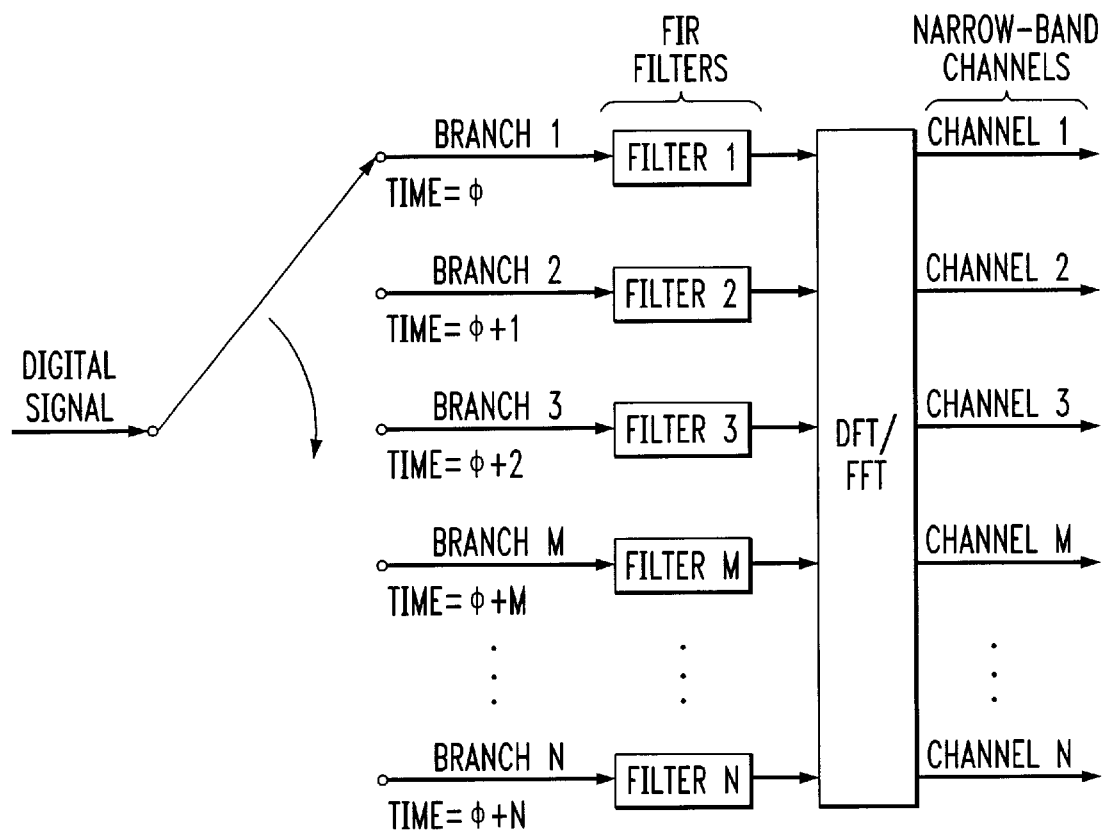 FIR
FILTERS
NARROW-BAND
CHANNELS
BRANCH 1
FILTER 1
CHANNEL 1
TIME= ϕ
BRANCH 2
FILTER 2
CHANNEL 2
TIME= ϕ+1
DIGITAL
SIGNAL
BRANCH 3
FILTER 3
CHANNEL 3
TIME= ϕ+2
DFT/
FFT
BRANCH M
FILTER M
CHANNEL M
TIME= ϕ+M
BRANCH N
FILTER N
CHANNEL N
TIME= ϕ+N